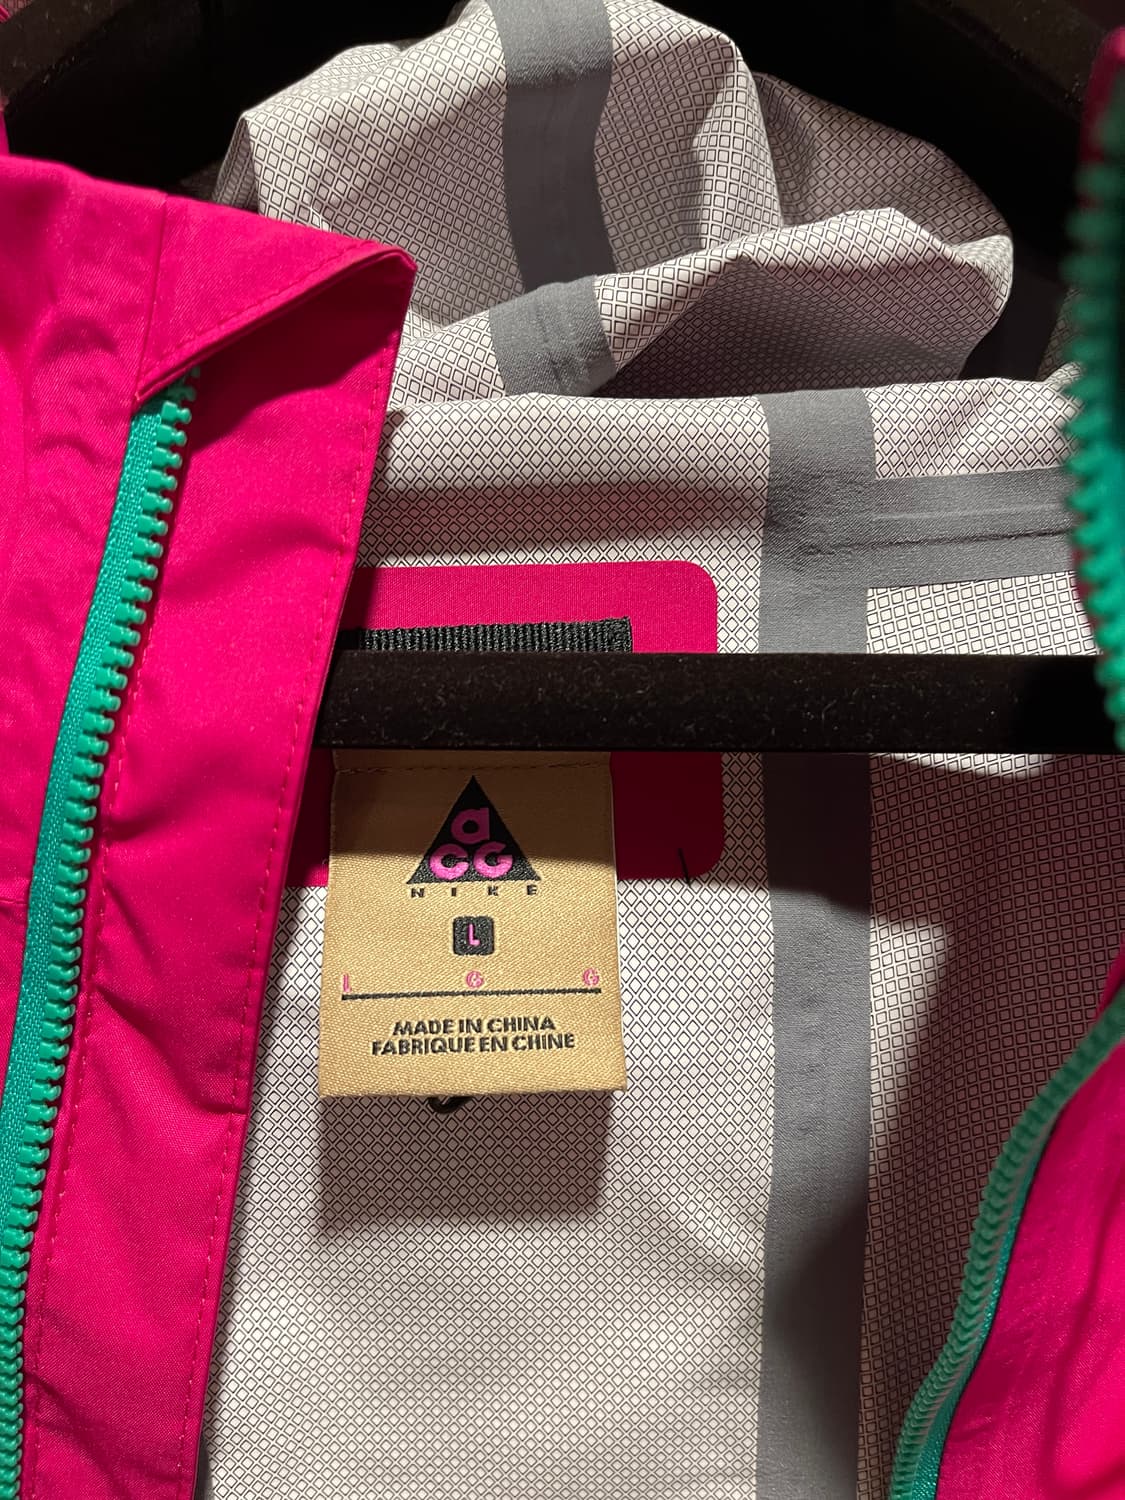 acg
NIKE
L
L G G
MADE IN CHINA
FABRIQUE EN CHINE